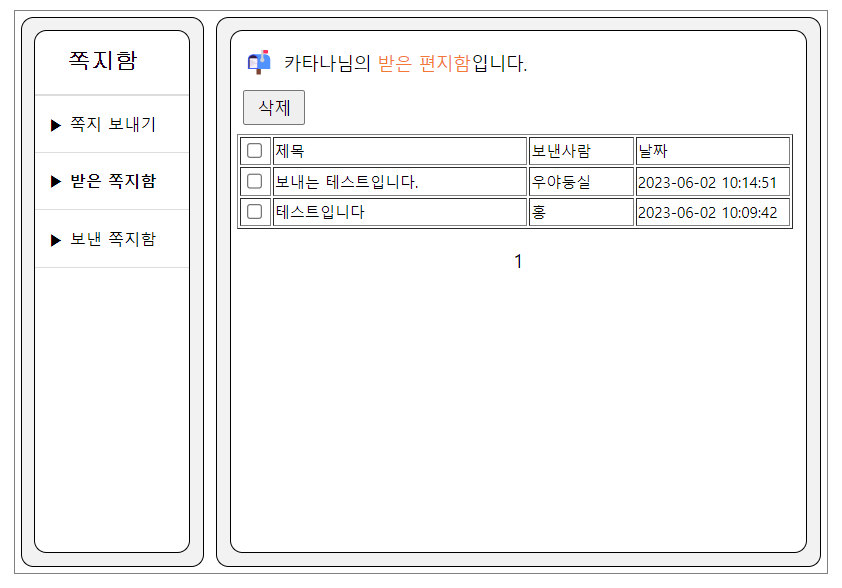 쪽지함
▶ 쪽지 보내기
▶ 받은 쪽지함
▶ 보낸 쪽지함
카타나님의 받은 편지함입니다.
삭제
제목 보낸사람 날짜
보내는 테스트입니다. 우야둥실 2023-06-02 10:14:51
테스트입니다 홍 2023-06-02 10:09:42
1